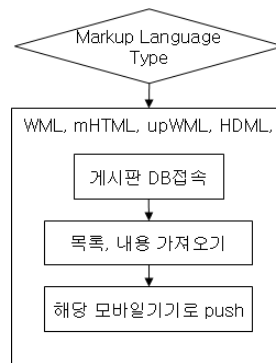 Markup Language
Type
WML, mHTML, upWML, HDML,
게시판 DB접속
목록, 내용 가져오기
해당 모바일기기로 push